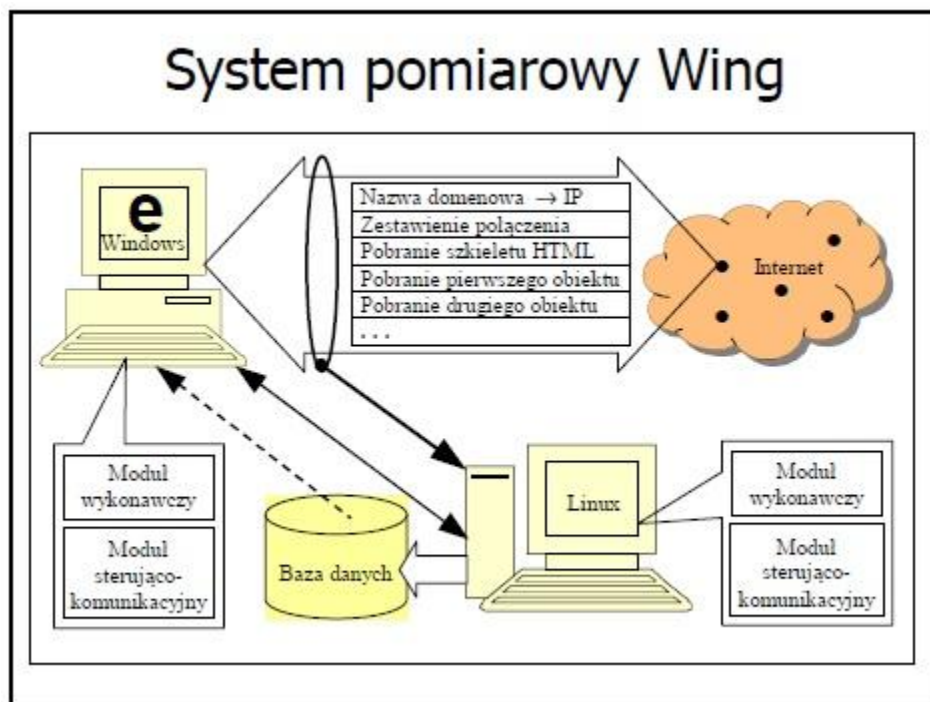 System pomiarowy Wing
e
Windows
Nazwa domenowa → IP
Zestawienie połączenia
Pobranie szkieletu HTML
Pobranie pierwszego obiektu
Pobranie drugiego obiektu
. . .
Internet
Moduł
wykonawczy
Moduł
sterująco-
komunikacyjny
Baza danych
Linux
Moduł
wykonawczy
Moduł
sterująco-
komunikacyjny